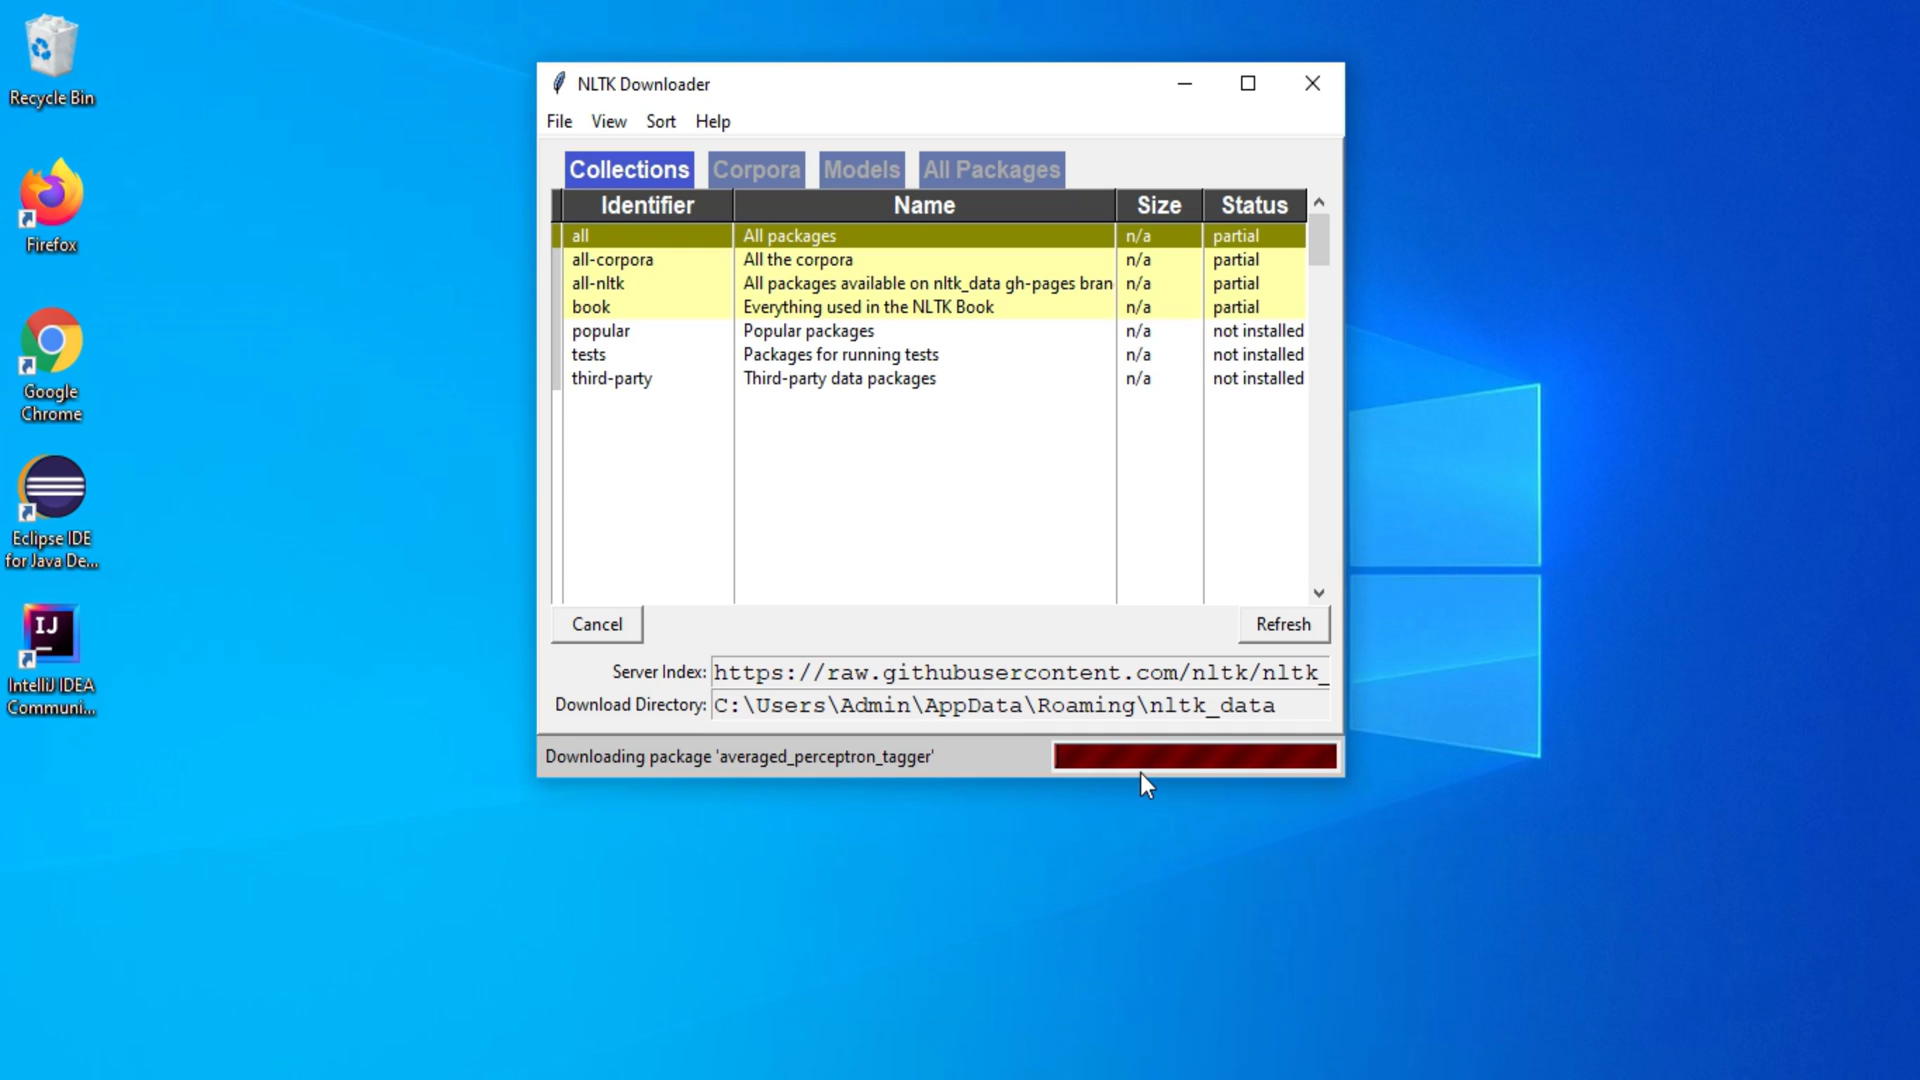 Recycle Bin
Firefox
Google
Chrome
Eclipse IDE
for Java De...
IJ
IntelliJ IDEA
Communi...
NLTK Downloader
File View Sort Help
Collections Corpora Models All Packages
Identifier Name Size Status
all All packages n/a partial
all-corpora All the corpora n/a partial
all-nltk All packages available on nltk_data gh-pages bran n/a partial
book Everything used in the NLTK Book n/a partial
popular Popular packages n/a not installed
tests Packages for running tests n/a not installed
third-party Third-party data packages n/a not installed
Cancel Refresh
Server Index: https://raw.githubusercontent.com/nltk/nltk_
Download Directory: C:\Users\Admin\AppData\Roaming\nltk_data
Downloading package 'averaged_perceptron_tagger'